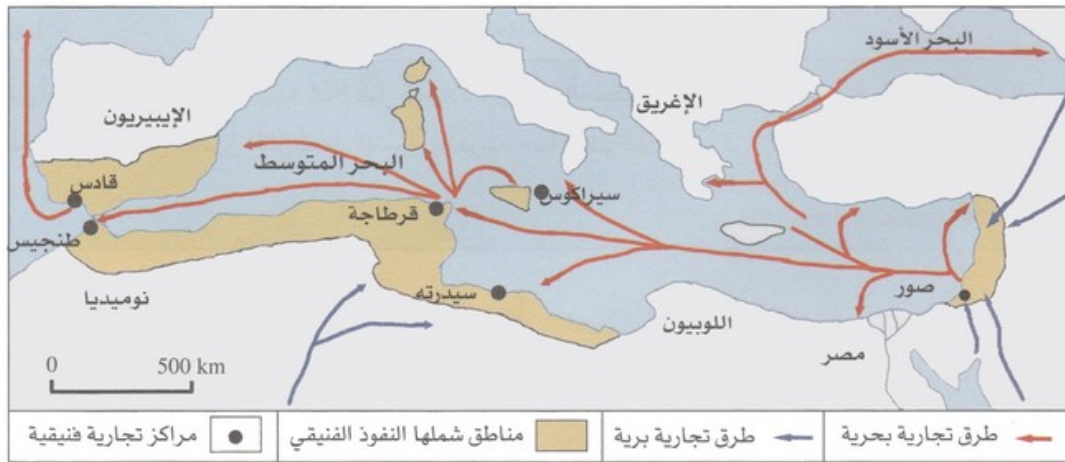 البحر الأسود
الإغريق
الإيبيريون
البحر المتوسط
قادس
سيراكوس
قرطاجة
طنجيس
صور
سيدرته
نوميديا
اللوبيون
مصر
0 500 km
طرق تجارية بحرية
طرق تجارية برية
مناطق شملها النفوذ الفنيقي
مراكز تجارية فنيقية